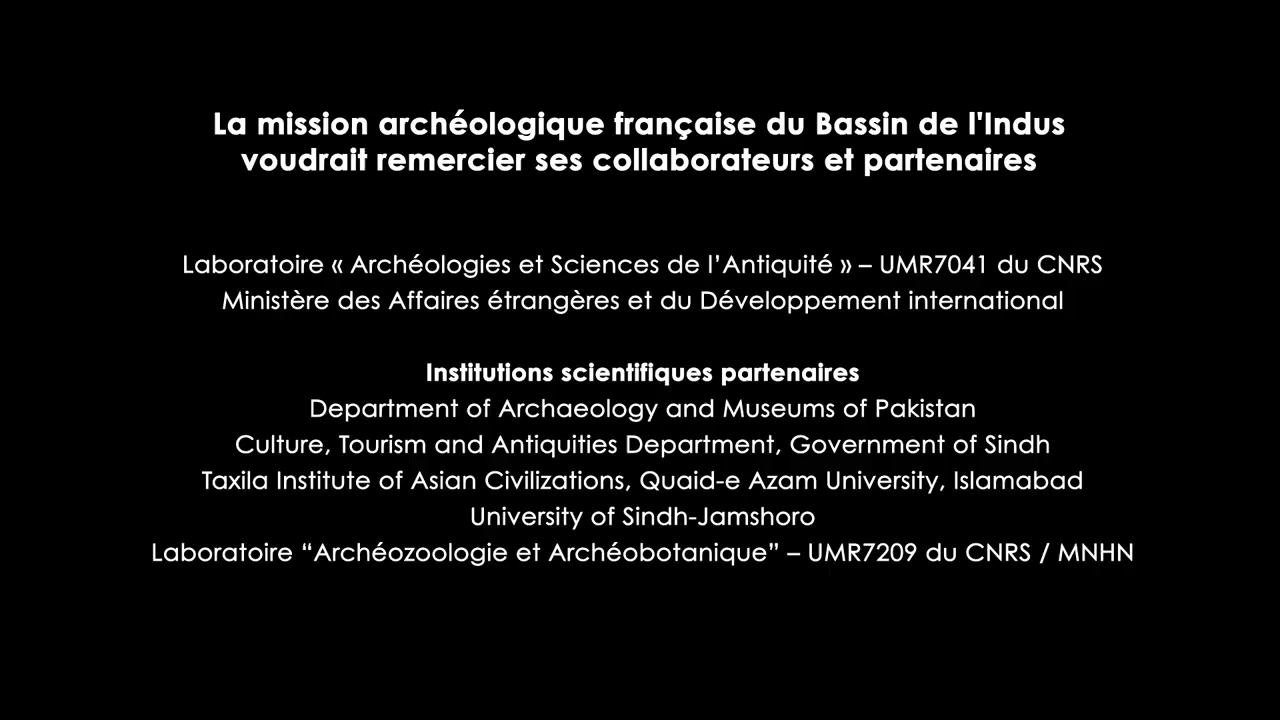 La mission archéologique française du Bassin de l'Indus
voudrait remercier ses collaborateurs et partenaires
Laboratoire « Archéologies et Sciences de l’Antiquité » – UMR7041 du CNRS
Ministère des Affaires étrangères et du Développement international
Institutions scientifiques partenaires
Department of Archaeology and Museums of Pakistan
Culture, Tourism and Antiquities Department, Government of Sindh
Taxila Institute of Asian Civilizations, Quaid-e Azam University, Islamabad
University of Sindh-Jamshoro
Laboratoire “Archéozoologie et Archéobotanique” – UMR7209 du CNRS / MNHN